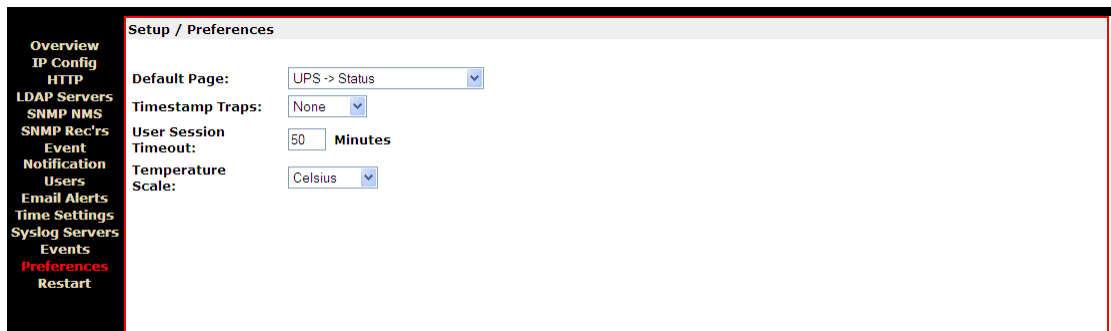 Setup / Preferences
Overview
IP Config
HTTP
LDAP Servers
SNMP NMS
SNMP Rec'rs
Event
Notification
Users
Email Alerts
Time Settings
Syslog Servers
Events
Preferences
Restart
Default Page: UPS -> Status
Timestamp Traps: None
User Session
Timeout: 50 Minutes
Temperature
Scale: Celsius